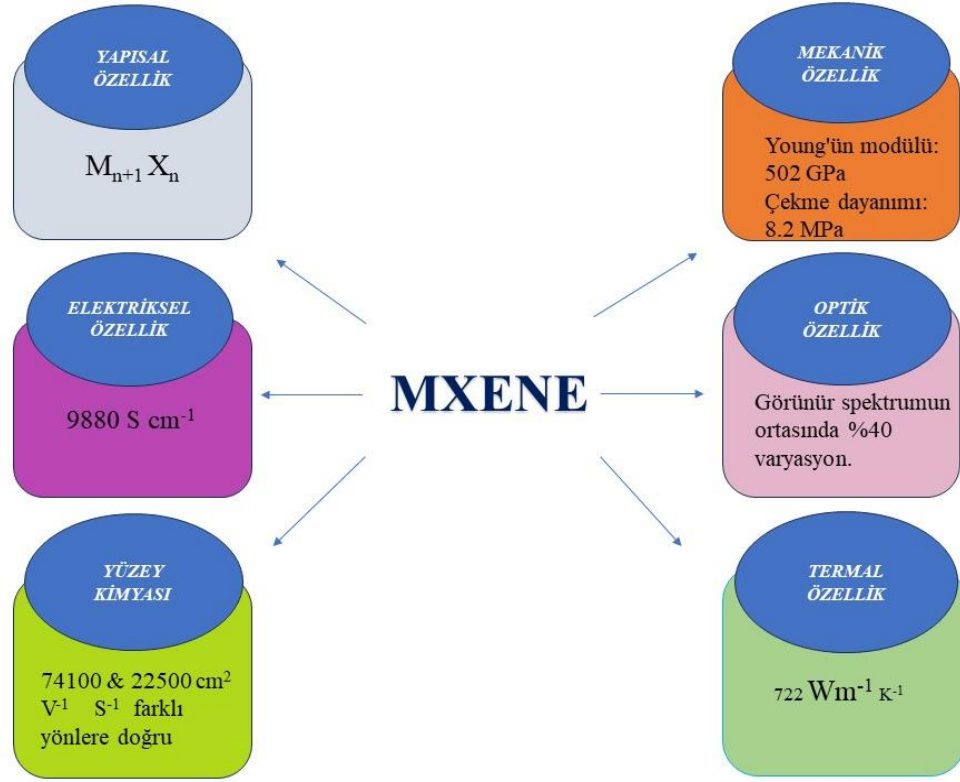 YAPISAL
ÖZELLİK
M_{n+1} X_n
MEKANİK
ÖZELLİK
Young'ün modülü:
502 GPa
Çekme dayanımı:
8.2 MPa
ELEKTRİKSEL
ÖZELLİK
9880 S cm⁻¹
MXENE
OPTİK
ÖZELLİK
Görünür spektrumun
ortasında %40
varyasyon.
YÜZEY
KİMYASI
74100 & 22500 cm²
V⁻¹ S⁻¹ farklı
yönlere doğru
TERMAL
ÖZELLİK
722 Wm⁻¹ K⁻¹